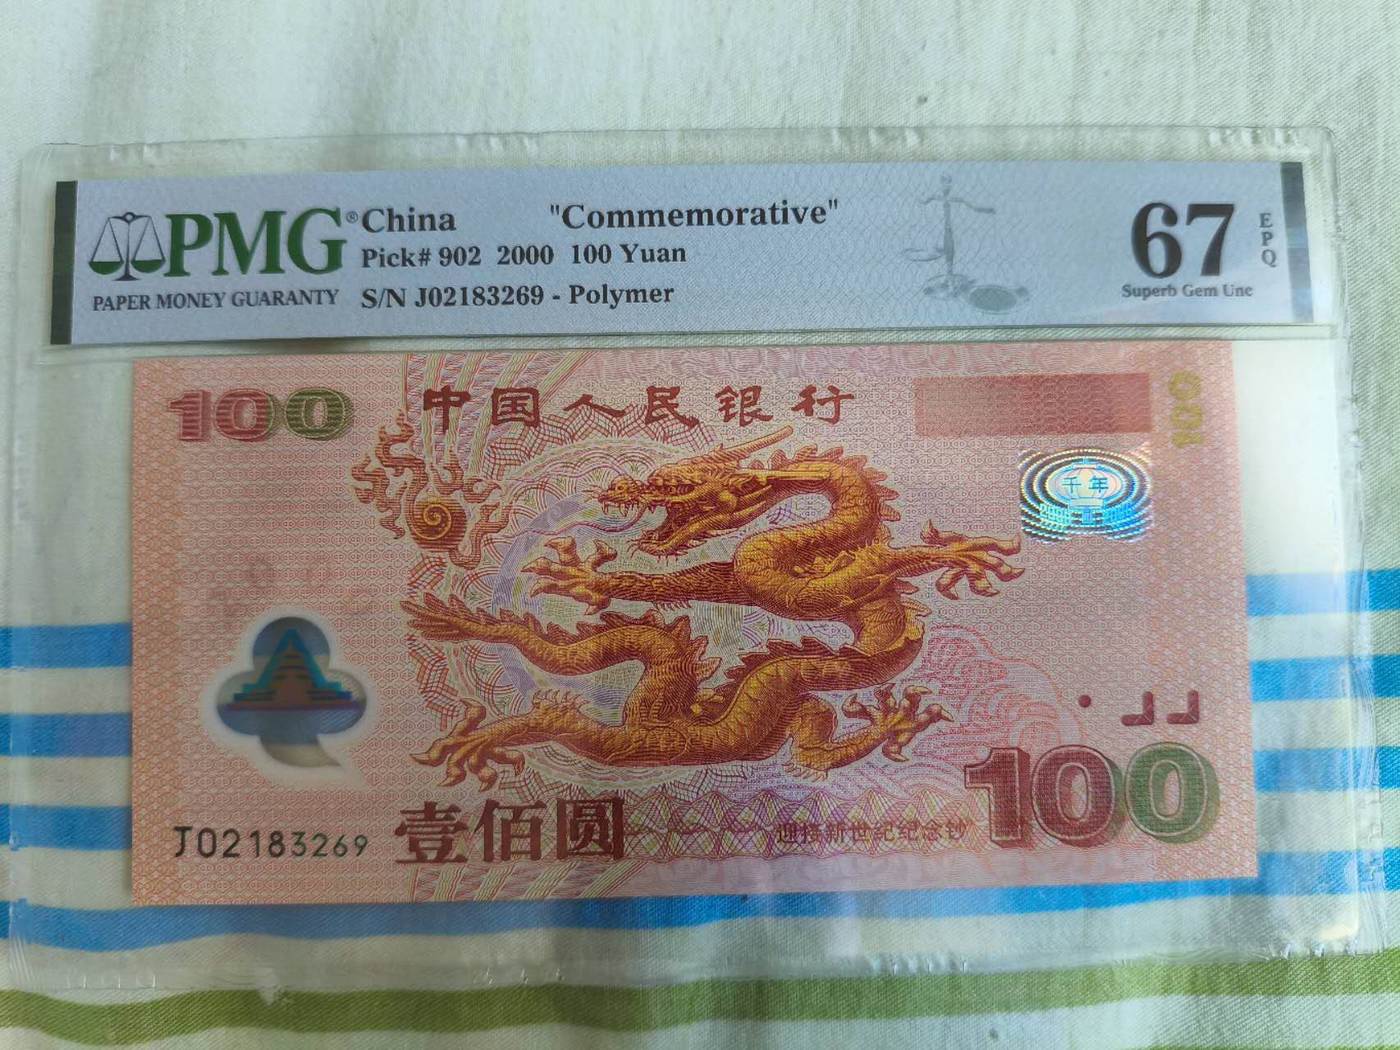 PMG®
PAPER MONEY GUARANTY
China "Commemorative"
Pick# 902 2000 100 Yuan
S/N J02183269 - Polymer
67
EPQ
Superb Gem Unc
100
中国人民银行
100
千年
J02183269
壹佰圆
迎接新世纪纪念钞
100